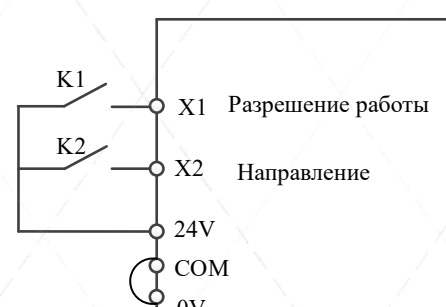 K1
X1 Разрешение работы
K2
X2 Направление
24V
COM
0V